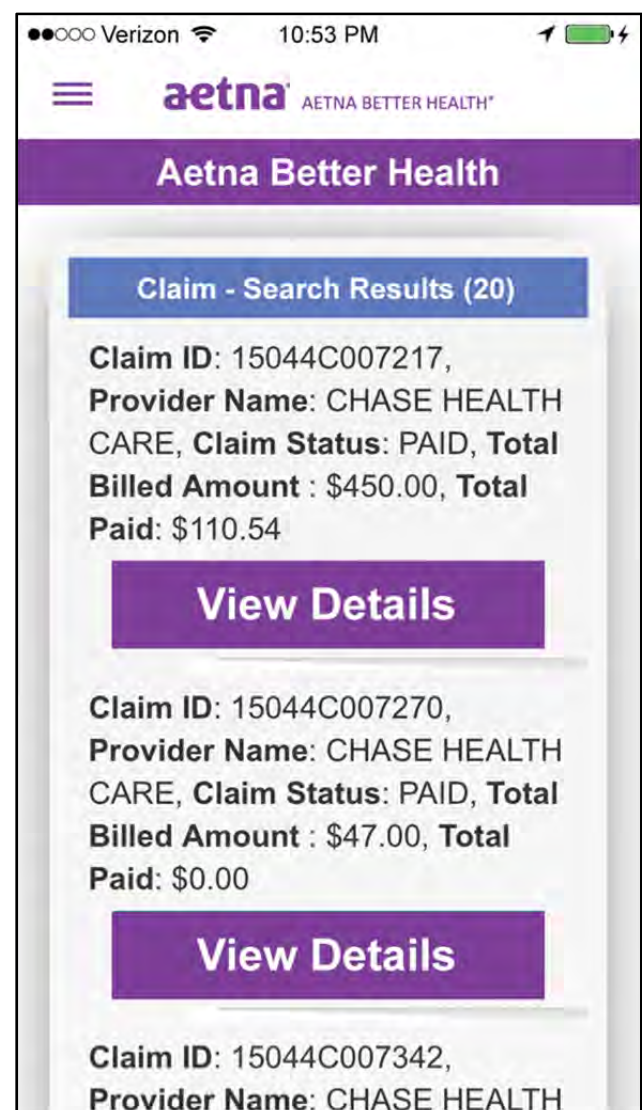 Verizon 10:53 PM
aetna® AETNA BETTER HEALTH®
Aetna Better Health
Claim - Search Results (20)
Claim ID: 15044C007217,
Provider Name: CHASE HEALTH
CARE, Claim Status: PAID, Total
Billed Amount : $450.00, Total
Paid: $110.54
View Details
Claim ID: 15044C007270,
Provider Name: CHASE HEALTH
CARE, Claim Status: PAID, Total
Billed Amount : $47.00, Total
Paid: $0.00
View Details
Claim ID: 15044C007342,
Provider Name: CHASE HEALTH